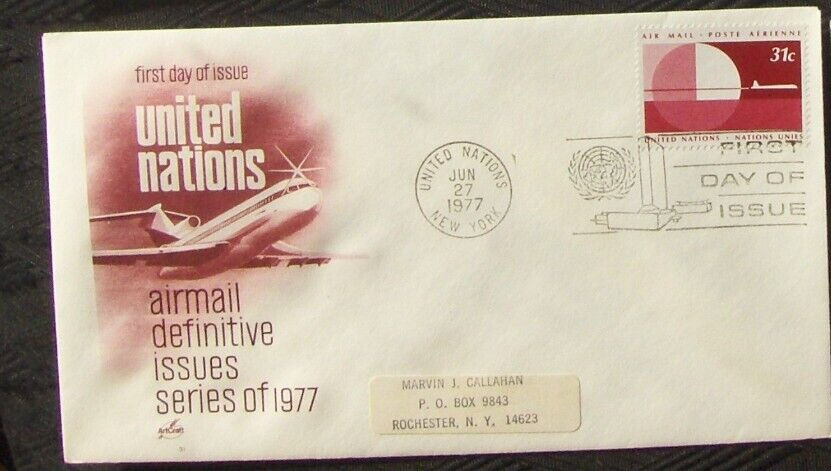 first day of issue
united
nations
airmail
definitive
issues
series of 1977
ArtCraft
UNITED NATIONS
JUN
27
1977
NEW YORK
AIR MAIL · POSTE AÉRIENNE
31c
UNITED NATIONS · NATIONS UNIES
FIRST
DAY OF
ISSUE
MARVIN J. CALLAHAN
P. O. BOX 9843
ROCHESTER, N. Y. 14623